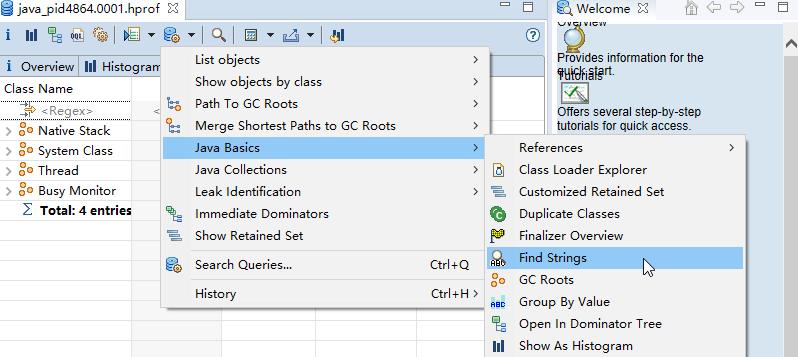 java_pid4864.0001.hprof
Welcome
Overview
Histogram
Class Name
<Regex>
Native Stack
System Class
Thread
Busy Monitor
Total: 4 entries
List objects
Show objects by class
Path To GC Roots
Merge Shortest Paths to GC Roots
Java Basics
Java Collections
Leak Identification
Immediate Dominators
Show Retained Set
Search Queries... Ctrl+Q
History Ctrl+H
References
Class Loader Explorer
Customized Retained Set
Duplicate Classes
Finalizer Overview
Find Strings
GC Roots
Group By Value
Open In Dominator Tree
Show As Histogram
Overview
Provides information for the
quick start.
Tutorials
Offers several step-by-step
tutorials for quick access.